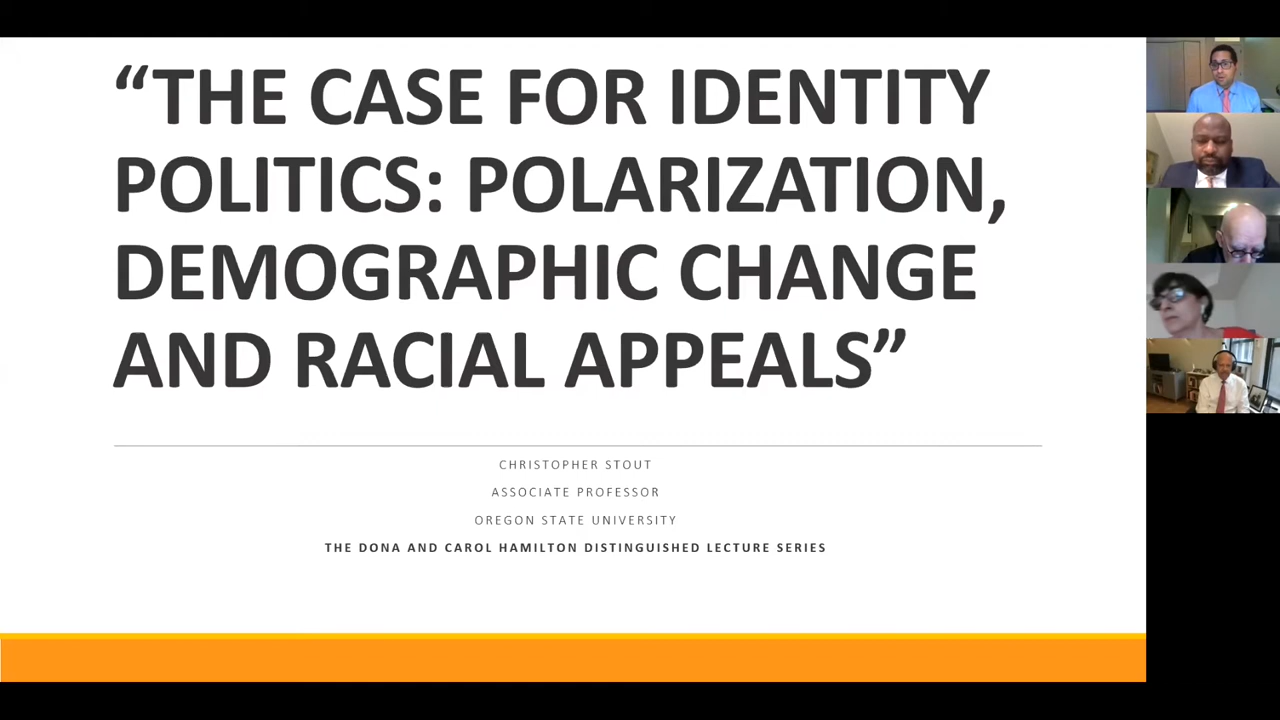 “THE CASE FOR IDENTITY
POLITICS: POLARIZATION,
DEMOGRAPHIC CHANGE
AND RACIAL APPEALS”
CHRISTOPHER STOUT
ASSOCIATE PROFESSOR
OREGON STATE UNIVERSITY
THE DONA AND CAROL HAMILTON DISTINGUISHED LECTURE SERIES